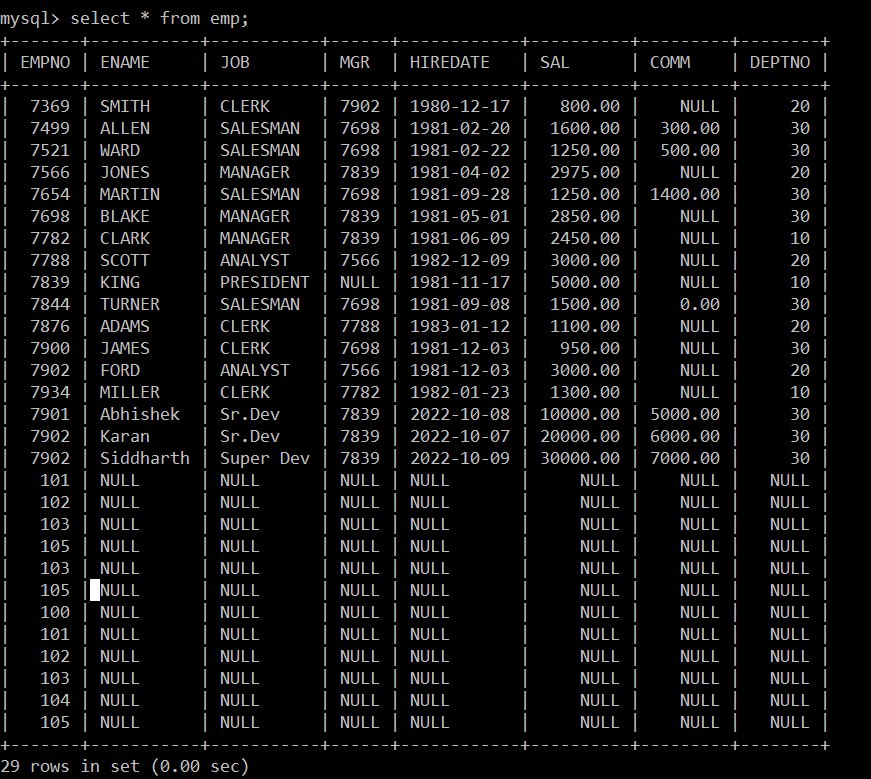 mysql> select * from emp;
+-------+-----------+-----------+------+------------+----------+---------+--------+
| EMPNO | ENAME     | JOB       | MGR  | HIREDATE   | SAL      | COMM    | DEPTNO |
+-------+-----------+-----------+------+------------+----------+---------+--------+
|  7369 | SMITH     | CLERK     | 7902 | 1980-12-17 |   800.00 |    NULL |     20 |
|  7499 | ALLEN     | SALESMAN  | 7698 | 1981-02-20 |  1600.00 |  300.00 |     30 |
|  7521 | WARD      | SALESMAN  | 7698 | 1981-02-22 |  1250.00 |  500.00 |     30 |
|  7566 | JONES     | MANAGER   | 7839 | 1981-04-02 |  2975.00 |    NULL |     20 |
|  7654 | MARTIN    | SALESMAN  | 7698 | 1981-09-28 |  1250.00 | 1400.00 |     30 |
|  7698 | BLAKE     | MANAGER   | 7839 | 1981-05-01 |  2850.00 |    NULL |     30 |
|  7782 | CLARK     | MANAGER   | 7839 | 1981-06-09 |  2450.00 |    NULL |     10 |
|  7788 | SCOTT     | ANALYST   | 7566 | 1982-12-09 |  3000.00 |    NULL |     20 |
|  7839 | KING      | PRESIDENT | NULL | 1981-11-17 |  5000.00 |    NULL |     10 |
|  7844 | TURNER    | SALESMAN  | 7698 | 1981-09-08 |  1500.00 |    0.00 |     30 |
|  7876 | ADAMS     | CLERK     | 7788 | 1983-01-12 |  1100.00 |    NULL |     20 |
|  7900 | JAMES     | CLERK     | 7698 | 1981-12-03 |   950.00 |    NULL |     30 |
|  7902 | FORD      | ANALYST   | 7566 | 1981-12-03 |  3000.00 |    NULL |     20 |
|  7934 | MILLER    | CLERK     | 7782 | 1982-01-23 |  1300.00 |    NULL |     10 |
|  7901 | Abhishek  | Sr.Dev    | 7839 | 2022-10-08 | 10000.00 | 5000.00 |     30 |
|  7902 | Karan     | Sr.Dev    | 7839 | 2022-10-07 | 20000.00 | 6000.00 |     30 |
|  7902 | Siddharth | Super Dev | 7839 | 2022-10-09 | 30000.00 | 7000.00 |     30 |
|   101 | NULL      | NULL      | NULL | NULL       |     NULL |    NULL |   NULL |
|   102 | NULL      | NULL      | NULL | NULL       |     NULL |    NULL |   NULL |
|   103 | NULL      | NULL      | NULL | NULL       |     NULL |    NULL |   NULL |
|   105 | NULL      | NULL      | NULL | NULL       |     NULL |    NULL |   NULL |
|   103 | NULL      | NULL      | NULL | NULL       |     NULL |    NULL |   NULL |
|   105 | NULL      | NULL      | NULL | NULL       |     NULL |    NULL |   NULL |
|   100 | NULL      | NULL      | NULL | NULL       |     NULL |    NULL |   NULL |
|   101 | NULL      | NULL      | NULL | NULL       |     NULL |    NULL |   NULL |
|   102 | NULL      | NULL      | NULL | NULL       |     NULL |    NULL |   NULL |
|   103 | NULL      | NULL      | NULL | NULL       |     NULL |    NULL |   NULL |
|   104 | NULL      | NULL      | NULL | NULL       |     NULL |    NULL |   NULL |
|   105 | NULL      | NULL      | NULL | NULL       |     NULL |    NULL |   NULL |
+-------+-----------+-----------+------+------------+----------+---------+--------+
29 rows in set (0.00 sec)